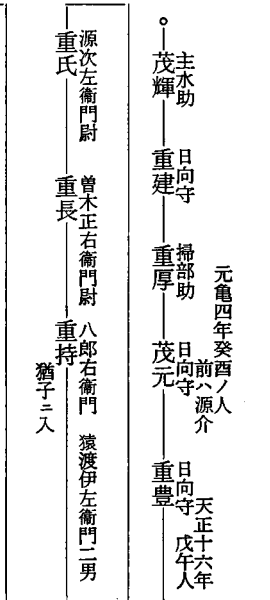 主水助
茂輝
日向守
重建
掃部助
重厚
元亀四年癸酉ノ人
前ハ源介
日向守
茂元
天正十六年
日向守 戊午人
重豊
源次左衛門尉
重氏
曽木正右衛門尉
重長
八郎右衛門 猿渡伊左衛門二男
重持
猶子ニ入